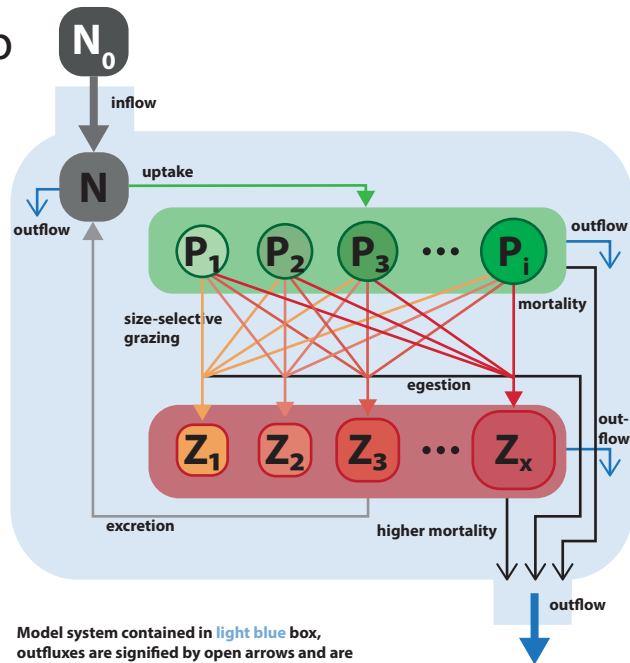 b
N0
inflow
N
uptake
outflow
outflow
P1
P2
P3
...
Pi
mortality
size-selective
grazing
egestion
out-
flow
Z1
Z2
Z3
...
Zx
excretion
higher mortality
outflow
Model system contained in light blue box,
outfluxes are signified by open arrows and are